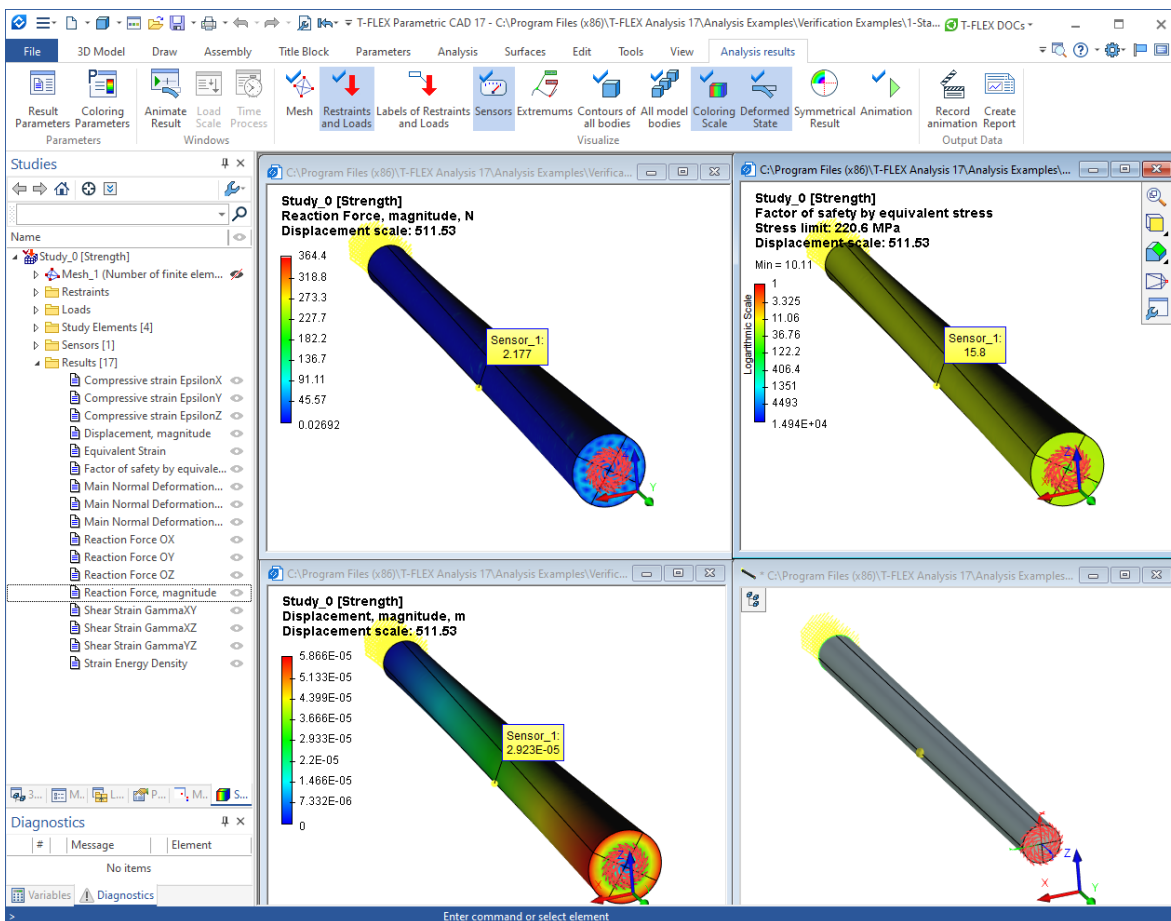 T-FLEX Parametric CAD 17 - C:\Program Files (x86)\T-FLEX Analysis 17\Analysis Examples\Verification Examples\1-Sta...
T-FLEX DOCs
File 3D Model Draw Assembly Title Block Parameters Analysis Surfaces Edit Tools View Analysis results
Result Parameters
Coloring Parameters
Animate Result
Load Scale
Time Process
Mesh
Restraints and Loads
Labels of Restraints and Loads
Sensors
Extremums
Contours of all bodies
All model bodies
Coloring Scale
Deformed State
Symmetrical Result
Animation
Record animation
Create Report
Parameters Windows Visualize Output Data
Studies
Name
Study_0 [Strength]
Mesh_1 (Number of finite elem...
Restraints
Loads
Study Elements [4]
Sensors [1]
Results [17]
Compressive strain EpsilonX
Compressive strain EpsilonY
Compressive strain EpsilonZ
Displacement, magnitude
Equivalent Strain
Factor of safety by equivale...
Main Normal Deformation...
Main Normal Deformation...
Main Normal Deformation...
Reaction Force OX
Reaction Force OY
Reaction Force OZ
Reaction Force, magnitude
Shear Strain GammaXY
Shear Strain GammaXZ
Shear Strain GammaYZ
Strain Energy Density
3... M.. L... P... M.. S...
Diagnostics
# Message Element
No items
Variables Diagnostics
C:\Program Files (x86)\T-FLEX Analysis 17\Analysis Examples\Verifica...
Study_0 [Strength]
Reaction Force, magnitude, N
Displacement scale: 511.53
364.4
318.8
273.3
227.7
182.2
136.7
91.11
45.57
0.02692
Sensor_1:
2.177
Z
Y
C:\Program Files (x86)\T-FLEX Analysis 17\Analysis Examples\...
Study_0 [Strength]
Factor of safety by equivalent stress
Stress limit: 220.6 MPa
Displacement scale: 511.53
Min = 10.11
Logarithmic Scale
1
3.325
11.06
36.76
122.2
406.4
1351
4493
1.494E+04
Sensor_1:
15.8
Z
C:\Program Files (x86)\T-FLEX Analysis 17\Analysis Examples\Verific...
Study_0 [Strength]
Displacement, magnitude, m
Displacement scale: 511.53
5.866E-05
5.133E-05
4.399E-05
3.666E-05
2.933E-05
2.2E-05
1.466E-05
7.332E-06
0
Sensor_1:
2.923E-05
Z
X
Y
* C:\Program Files (x86)\T-FLEX Analysis 17\Analysis Examples...
Z
X
Y
> Enter command or select element